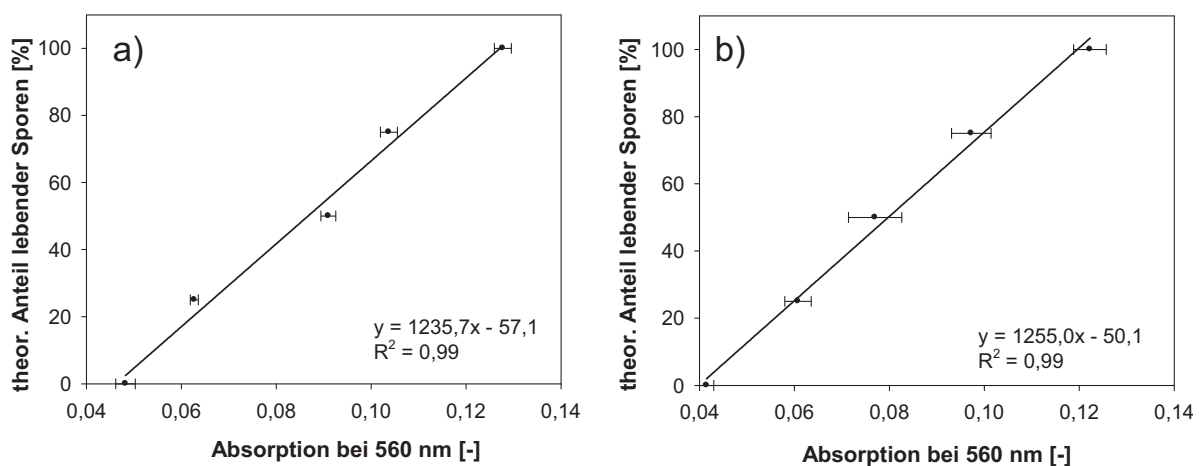 a)
theor. Anteil lebender Sporen [%]
100
80
60
40
20
0
y = 1235,7x - 57,1
R² = 0,99
0,04 0,06 0,08 0,10 0,12 0,14
Absorption bei 560 nm [-]
b)
theor. Anteil lebender Sporen [%]
100
80
60
40
20
0
y = 1255,0x - 50,1
R² = 0,99
0,04 0,06 0,08 0,10 0,12 0,14
Absorption bei 560 nm [-]